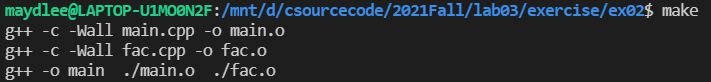 maydlee@LAPTOP-U1MO0N2F:/mnt/d/csourcecode/2021Fall/lab03/exercise/ex02$ make
g++ -c -Wall main.cpp -o main.o
g++ -c -Wall fac.cpp -o fac.o
g++ -o main  ./main.o  ./fac.o